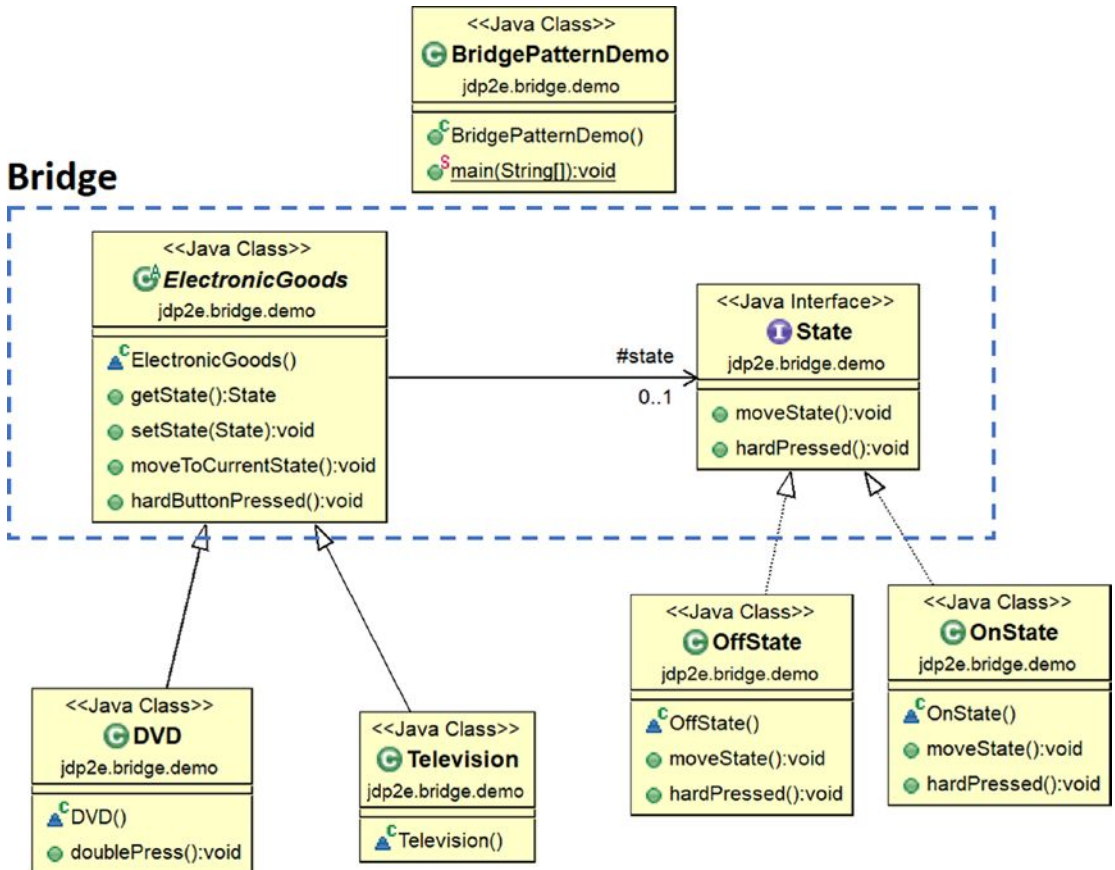 <<Java Class>>
BridgePatternDemo
jdp2e.bridge.demo
BridgePatternDemo()
main(String[]):void
Bridge
<<Java Class>>
ElectronicGoods
jdp2e.bridge.demo
ElectronicGoods()
getState():State
setState(State):void
moveToCurrentState():void
hardButtonPressed():void
#state
0..1
<<Java Interface>>
State
jdp2e.bridge.demo
moveState():void
hardPressed():void
<<Java Class>>
DVD
jdp2e.bridge.demo
DVD()
doublePress():void
<<Java Class>>
Television
jdp2e.bridge.demo
Television()
<<Java Class>>
OffState
jdp2e.bridge.demo
OffState()
moveState():void
hardPressed():void
<<Java Class>>
OnState
jdp2e.bridge.demo
OnState()
moveState():void
hardPressed():void